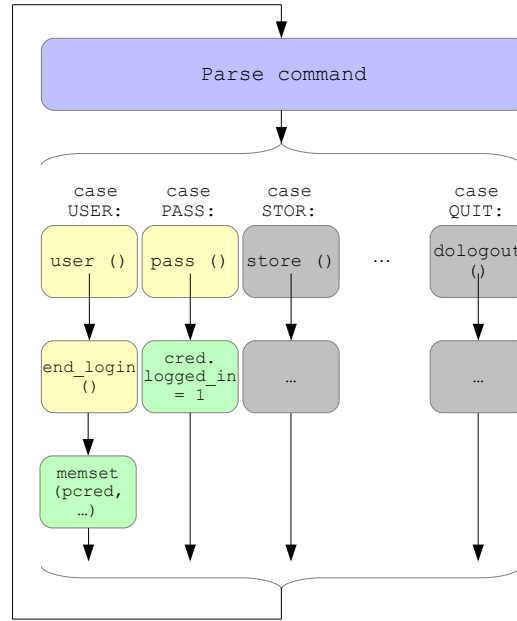 Parse command
case
USER:
case
PASS:
case
STOR:
case
QUIT:
user ()
pass ()
store ()
…
dologout
()
end_login
()
cred.
logged_in
= 1
…
…
memset
(pcred,
…)